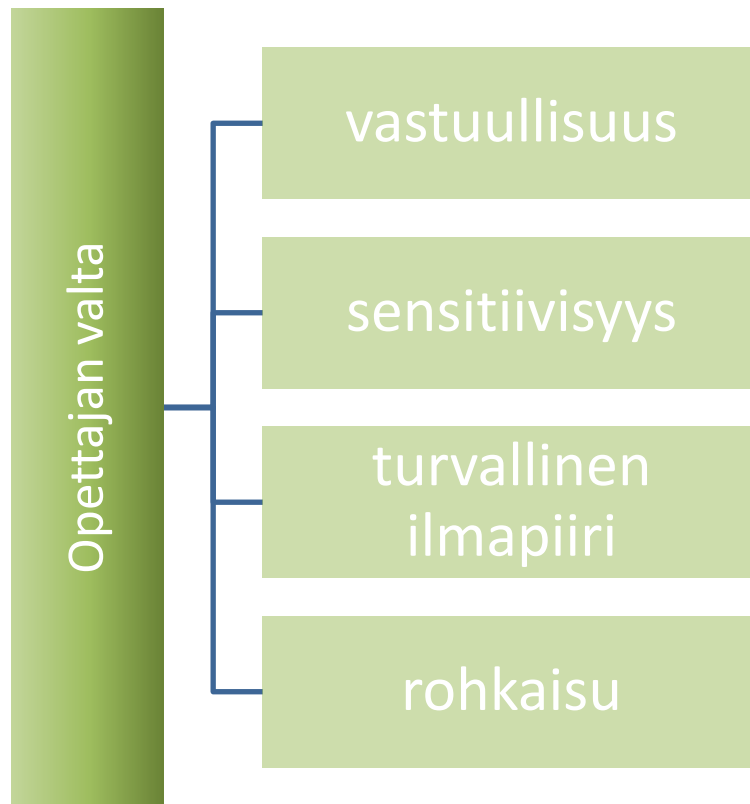 Opettajan valta
vastuullisuus
sensitiivisyys
turvallinen
ilmapiiri
rohkaisu